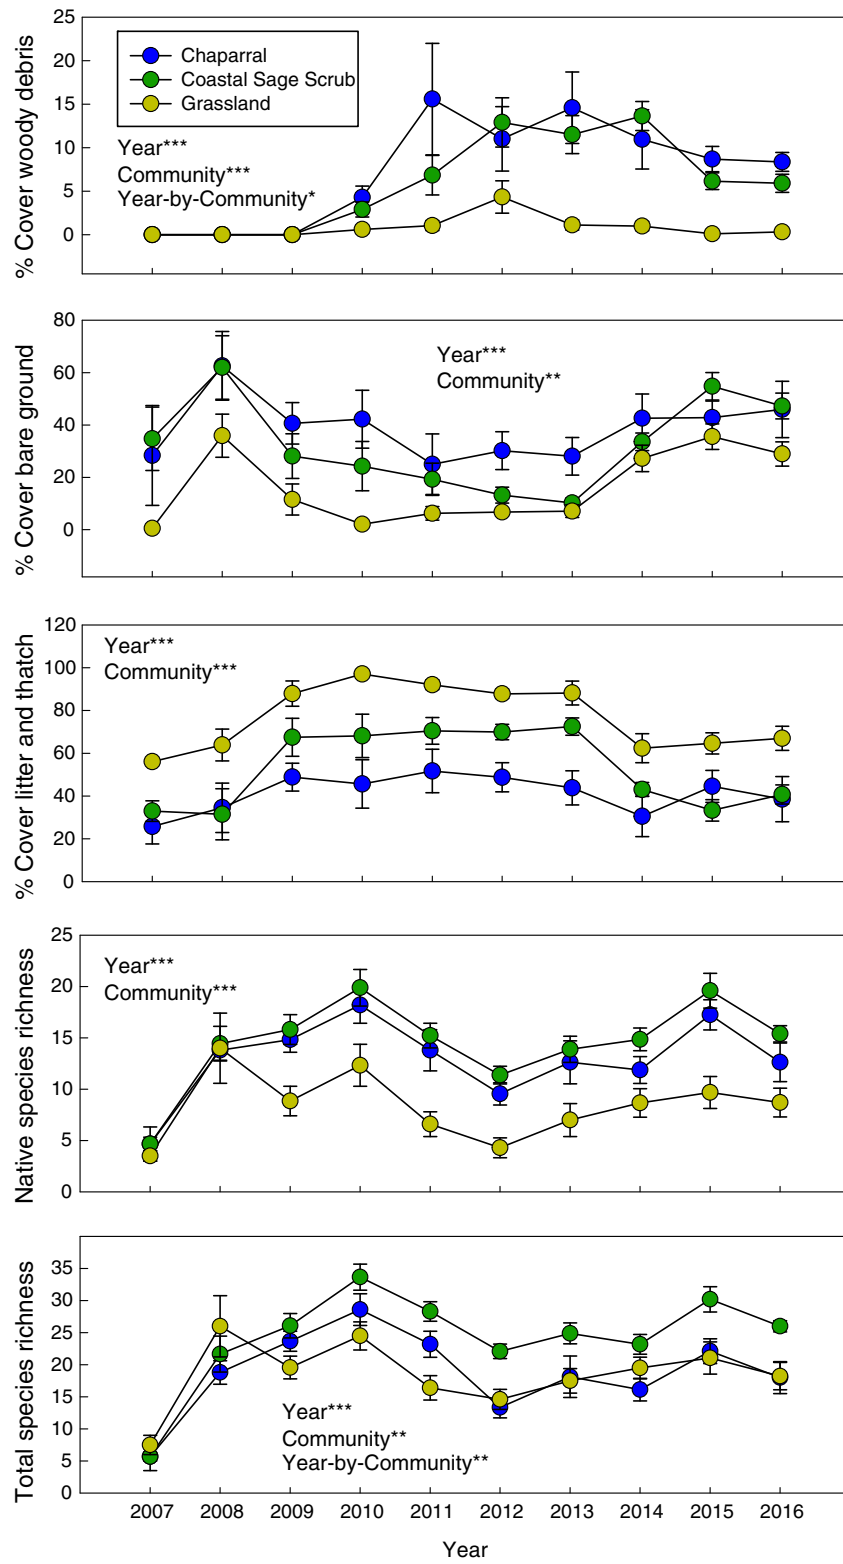 % Cover woody debris
25
20
15
10
5
0
Chaparral
Coastal Sage Scrub
Grassland
Year***
Community***
Year-by-Community*
% Cover bare ground
80
60
40
20
0
Year***
Community**
% Cover litter and thatch
120
100
80
60
40
20
0
Year***
Community***
Native species richness
25
20
15
10
5
0
Year***
Community***
Total species richness
35
30
25
20
15
10
5
0
Year***
Community**
Year-by-Community**
2007 2008 2009 2010 2011 2012 2013 2014 2015 2016
Year